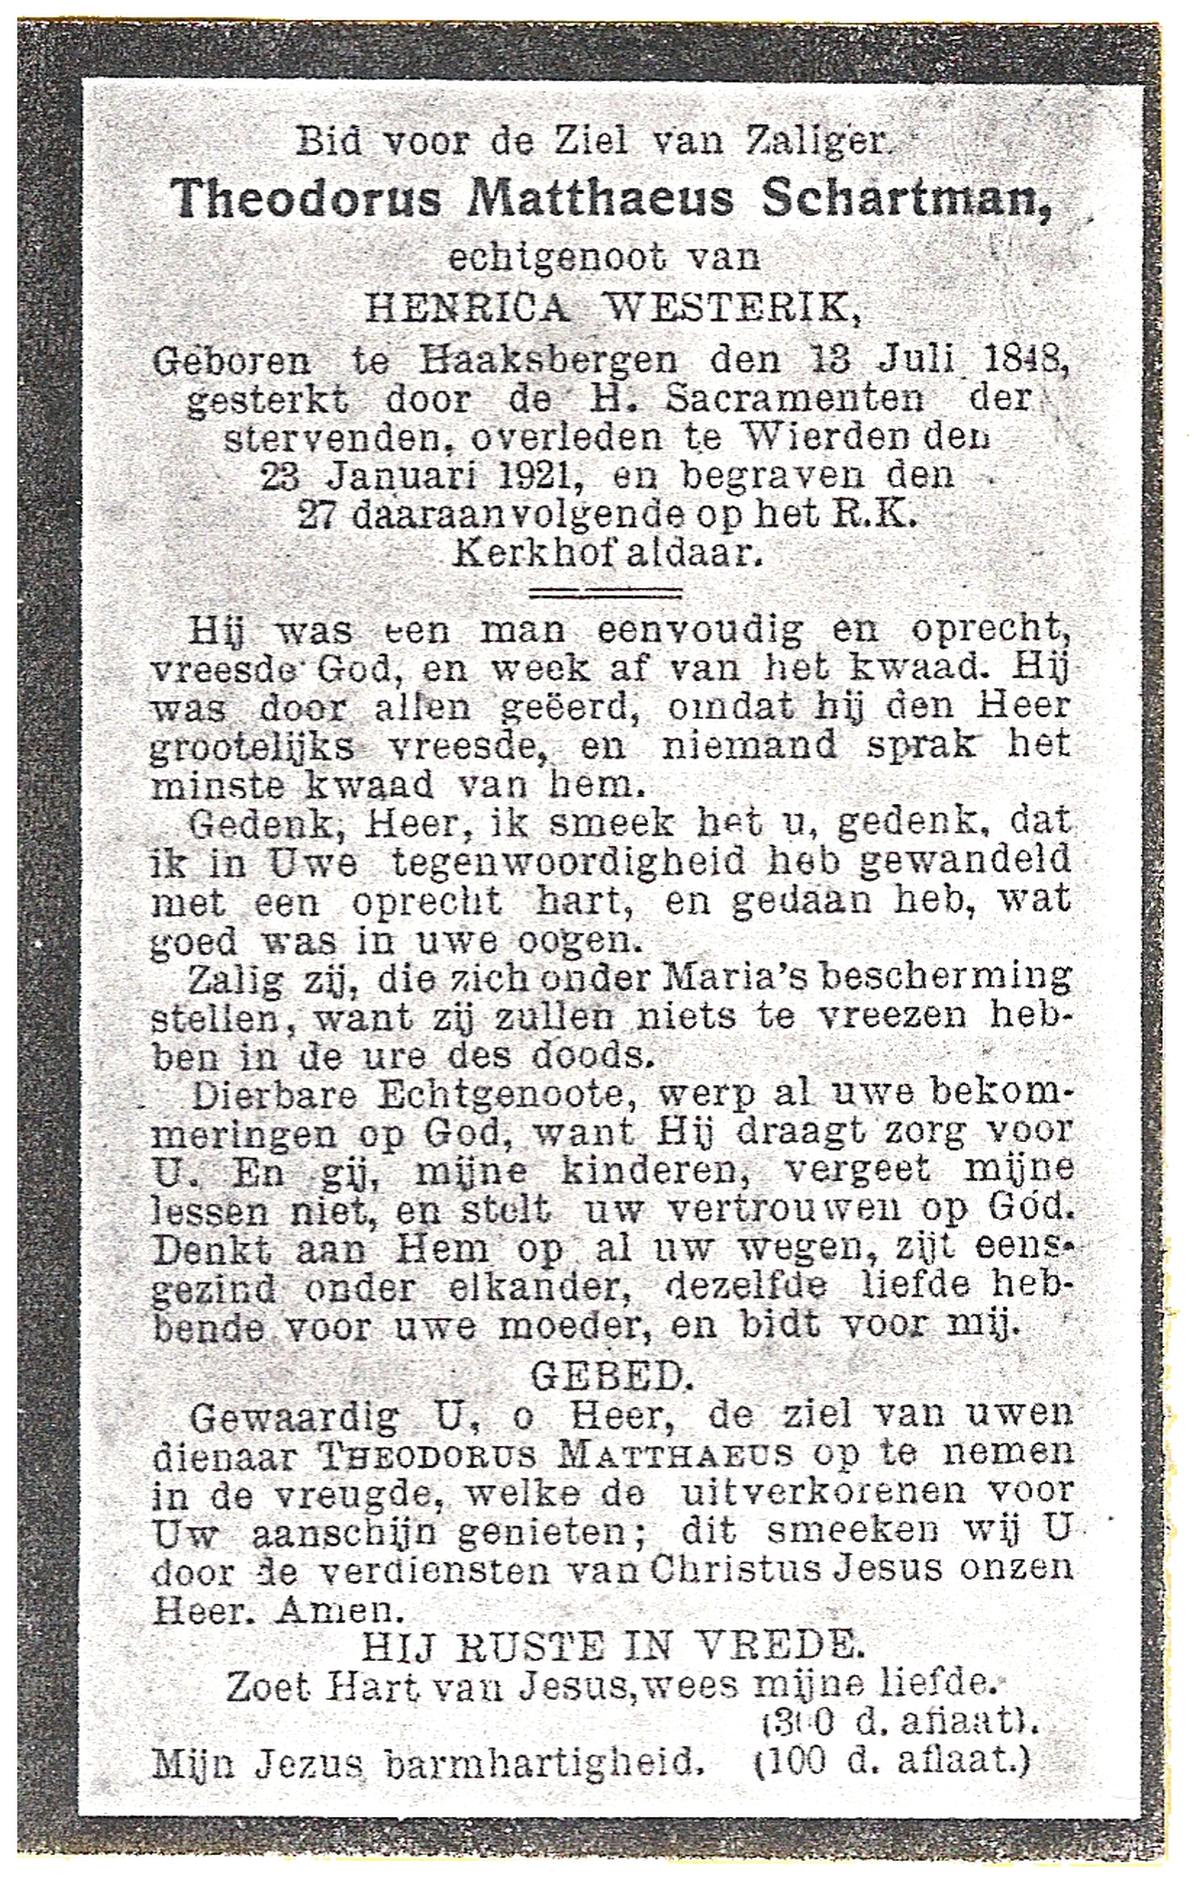 Bid voor de Ziel van Zaliger.
Theodorus Matthaeus Schartman,
echtgenoot van
HENRICA WESTERIK,
Geboren te Haaksbergen den 13 Juli 1848,
gesterkt door de H. Sacramenten der
stervenden, overleden te Wierden den
23 Januari 1921, en begraven den
27 daaraanvolgende op het R.K.
Kerkhof aldaar.
Hij was een man eenvoudig en oprecht,
vreesde God, en week af van het kwaad. Hij
was door allen geëerd, omdat hij den Heer
grootelijks vreesde, en niemand sprak het
minste kwaad van hem.
Gedenk, Heer, ik smeek het u, gedenk, dat
ik in Uwe tegenwoordigheid heb gewandeld
met een oprecht hart, en gedaan heb, wat
goed was in uwe oogen.
Zalig zij, die zich onder Maria's bescherming
stellen, want zij zullen niets te vreezen heb-
ben in de ure des doods.
Dierbare Echtgenoote, werp al uwe bekom-
meringen op God, want Hij draagt zorg voor
U. En gij, mijne kinderen, vergeet mijne
lessen niet, en stelt uw vertrouwen op God.
Denkt aan Hem op al uw wegen, zijt eens-
gezind onder elkander, dezelfde liefde heb-
bende voor uwe moeder, en bidt voor mij.
GEBED.
Gewaardig U, o Heer, de ziel van uwen
dienaar THEODORUS MATTHAEUS op te nemen
in de vreugde, welke de uitverkorenen voor
Uw aanschijn genieten; dit smeeken wij U
door de verdiensten van Christus Jesus onzen
Heer. Amen.
HIJ RUSTE IN VREDE.
Zoet Hart van Jesus, wees mijne liefde.
(300 d. aflaat).
Mijn Jezus barmhartigheid. (100 d. aflaat.)